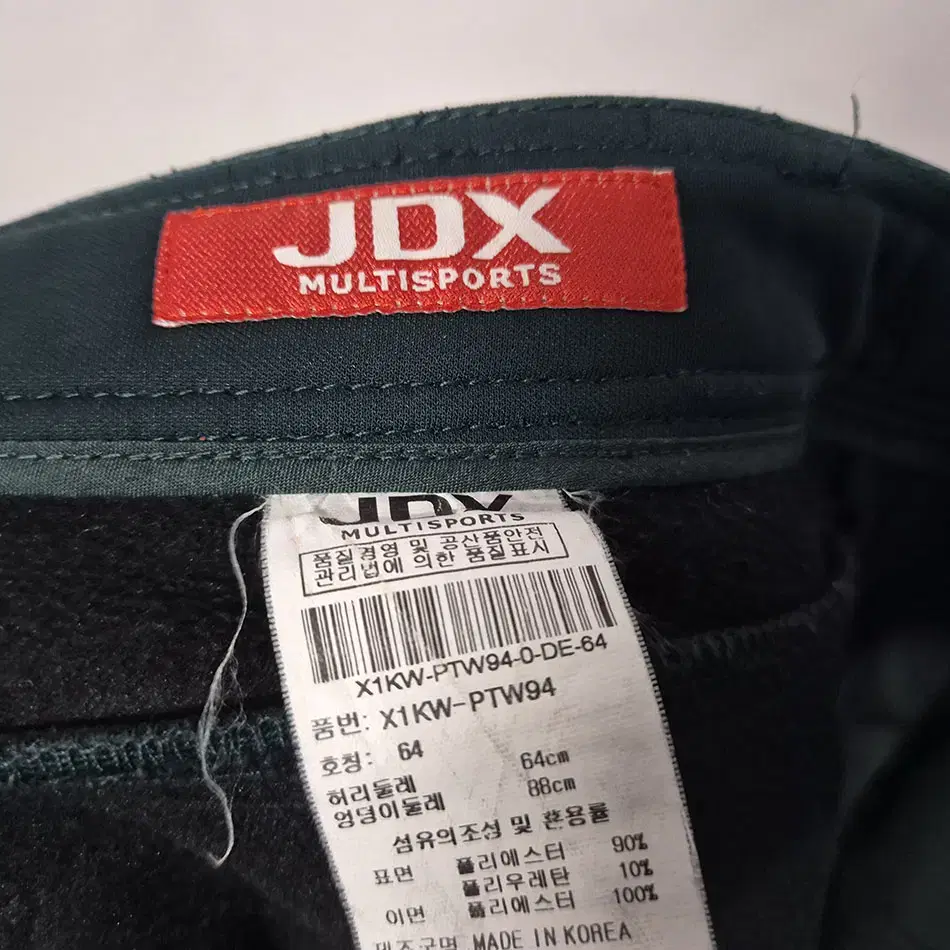 JDX
MULTISPORTS
JDX
MULTISPORTS
품질경영 및 공산품안전
관리법에 의한 품질표시
X1KW-PTW94-0-DE-64
품번: X1KW-PTW94
호칭: 64
허리둘레 64cm
엉덩이둘레 88cm
섬유의조성 및 혼용률
표면 폴리에스터 90%
폴리우레탄 10%
이면 폴리에스터 100%
제조국명 MADE IN KOREA